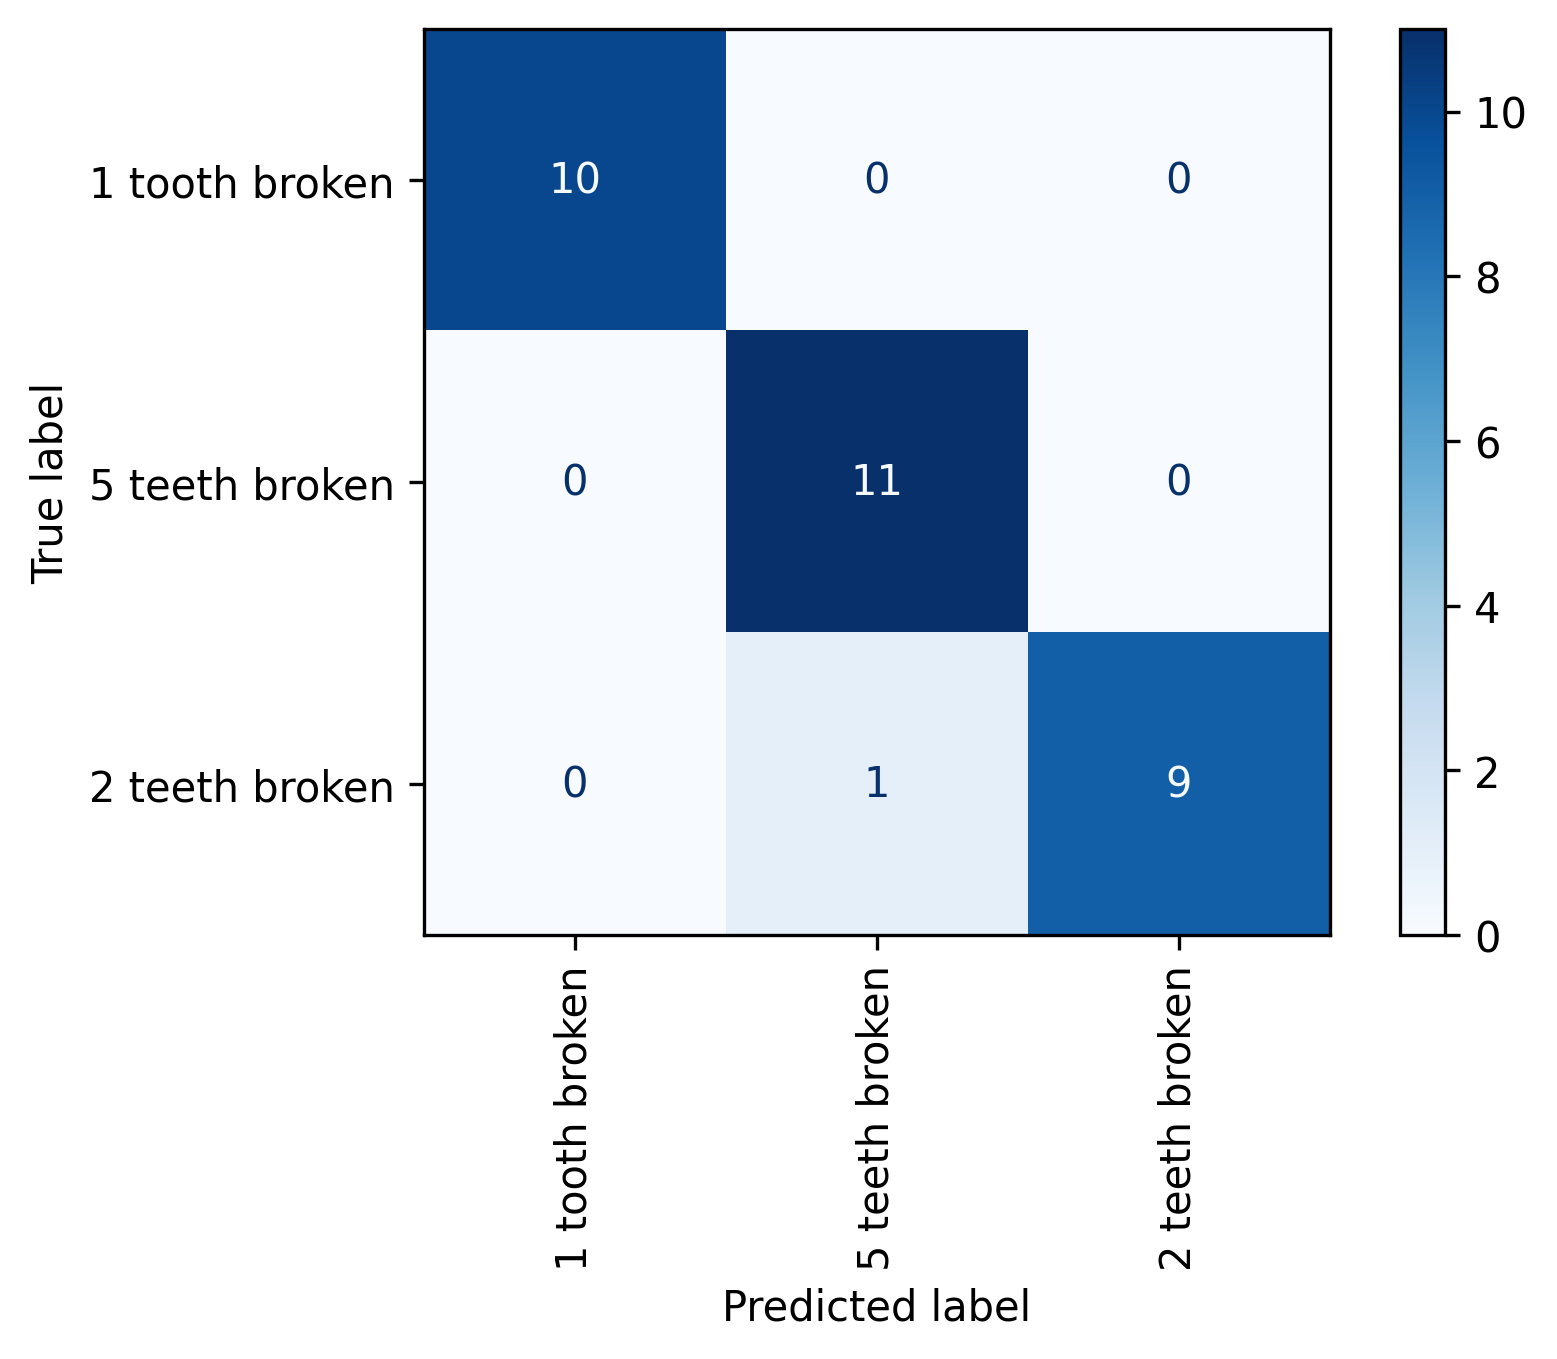 True label
1 tooth broken
5 teeth broken
2 teeth broken
10 0 0
0 11 0
0 1 9
1 tooth broken
5 teeth broken
2 teeth broken
Predicted label
10
8
6
4
2
0